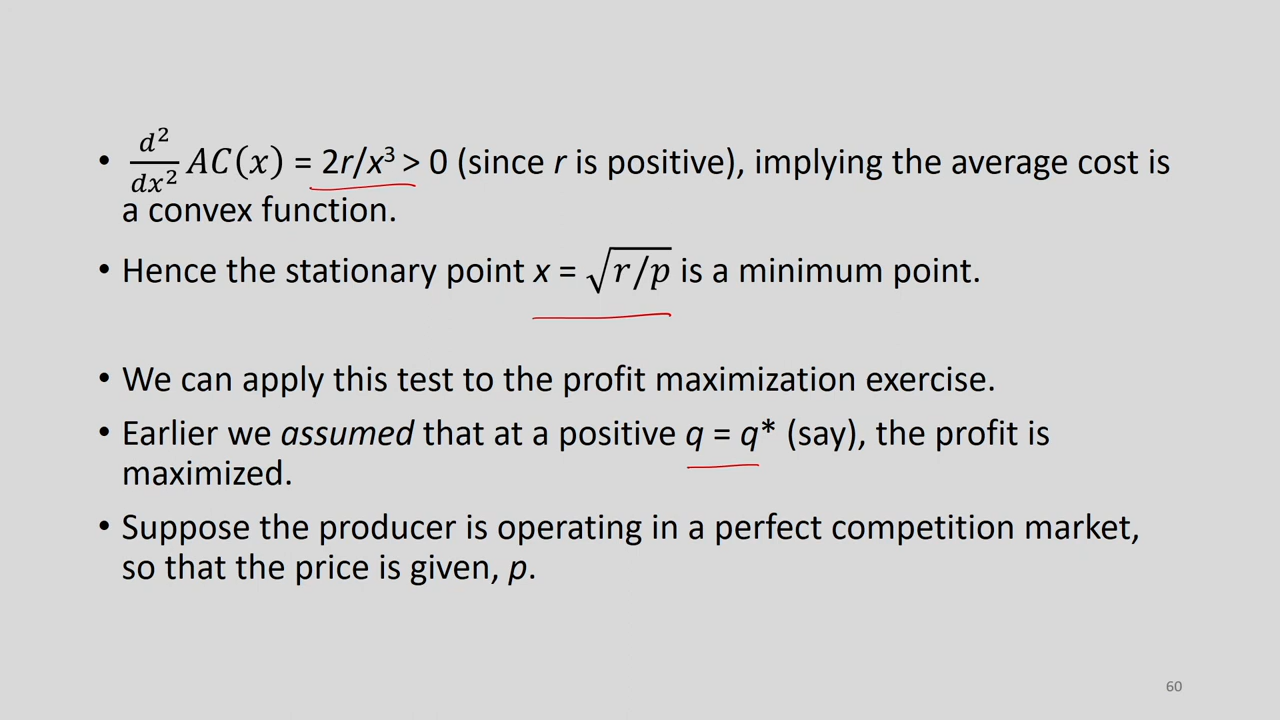 • d²/dx² AC(x) = 2r/x³ > 0 (since r is positive), implying the average cost is
a convex function.
• Hence the stationary point x = √r/p is a minimum point.
• We can apply this test to the profit maximization exercise.
• Earlier we assumed that at a positive q = q* (say), the profit is
maximized.
• Suppose the producer is operating in a perfect competition market,
so that the price is given, p.
60